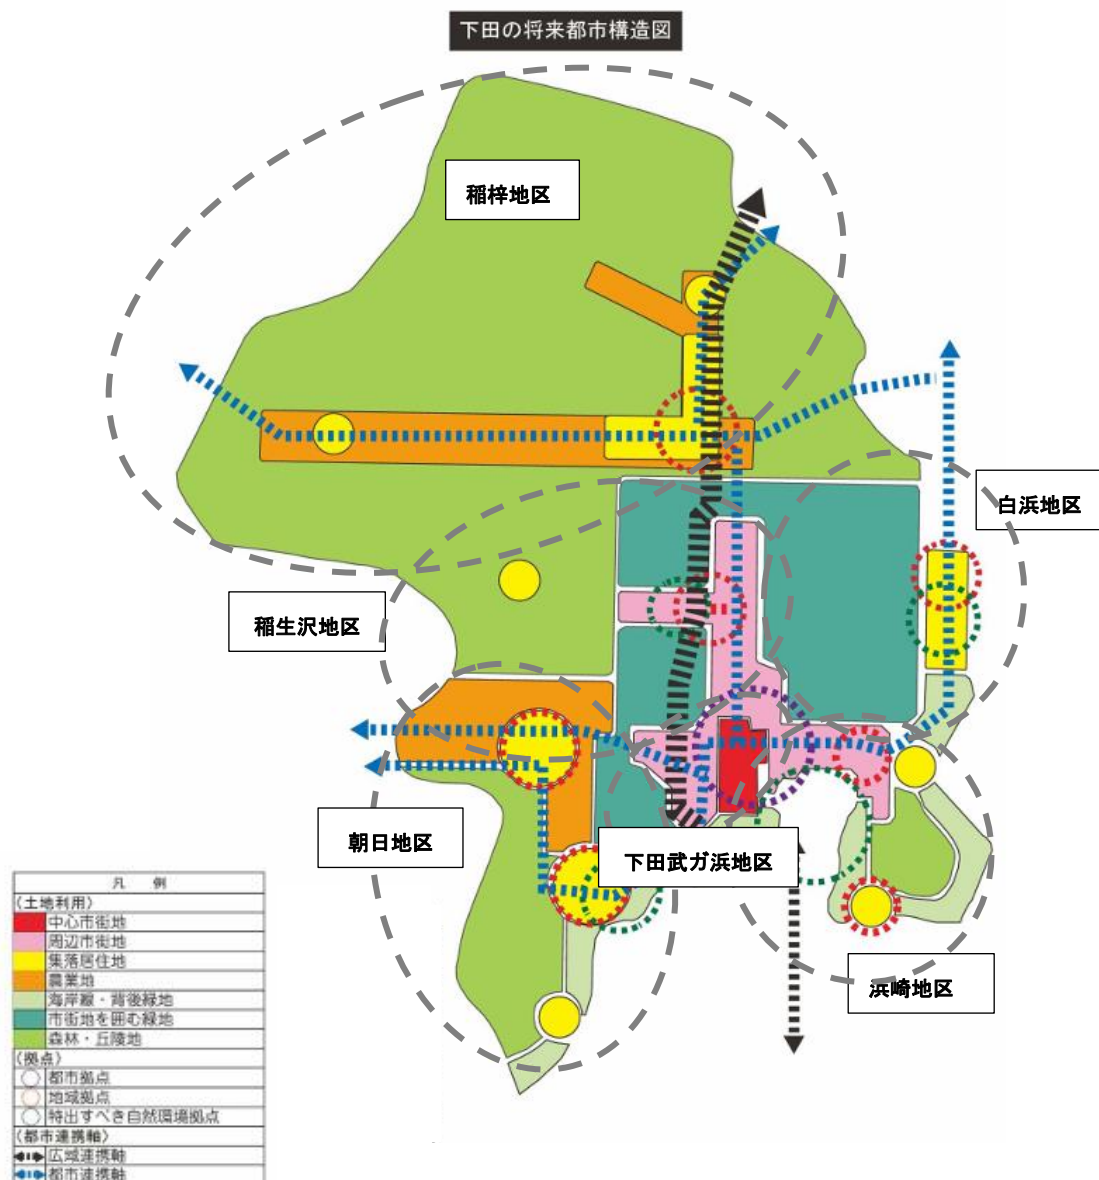 下田の将来都市構造図
稲梓地区
白浜地区
稲生沢地区
朝日地区
下田武ガ浜地区
浜崎地区
凡 例
(土地利用)
中心市街地
周辺市街地
集落居住地
農業地
海岸線・背後緑地
市街地を囲む緑地
森林・丘陵地
(拠点)
都市拠点
地域拠点
特出すべき自然環境拠点
(都市連携軸)
広域連携軸
都市連携軸